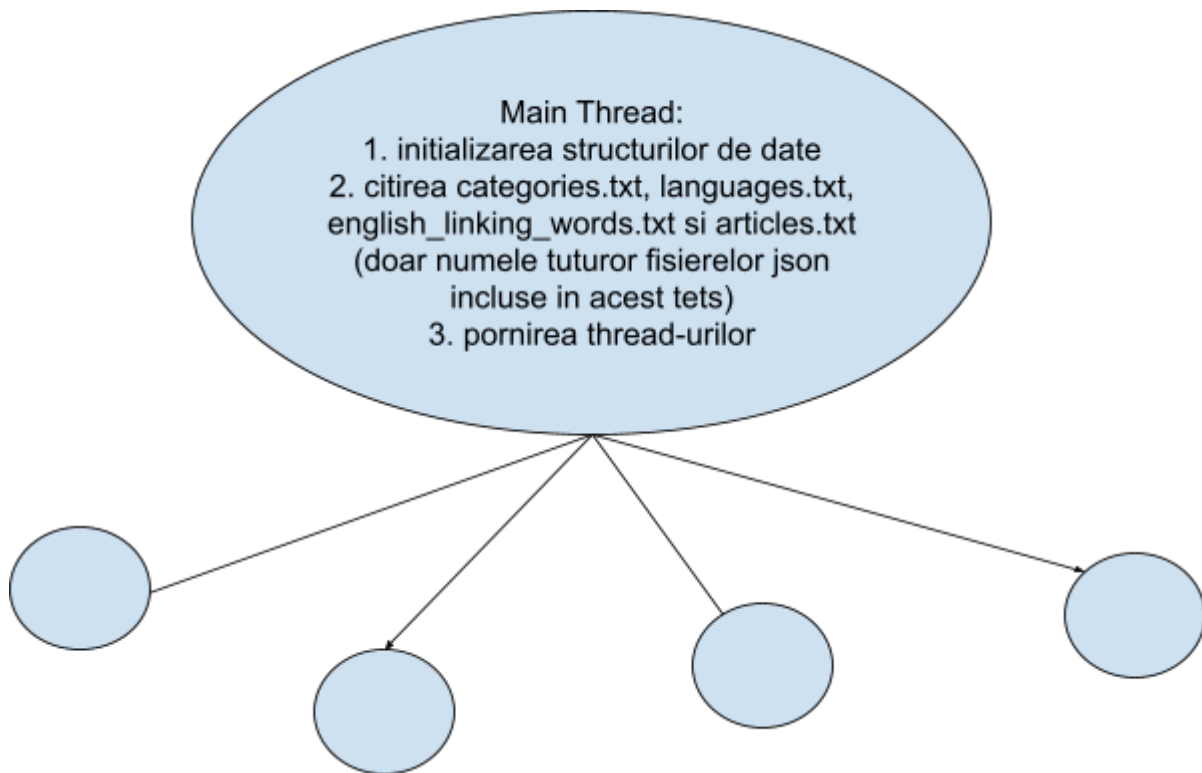 Main Thread:
1. initializarea structurilor de date
2. citirea categories.txt, languages.txt,
english_linking_words.txt si articles.txt
(doar numele tuturor fisierelor json
incluse in acest tets)
3. pornirea thread-urilor